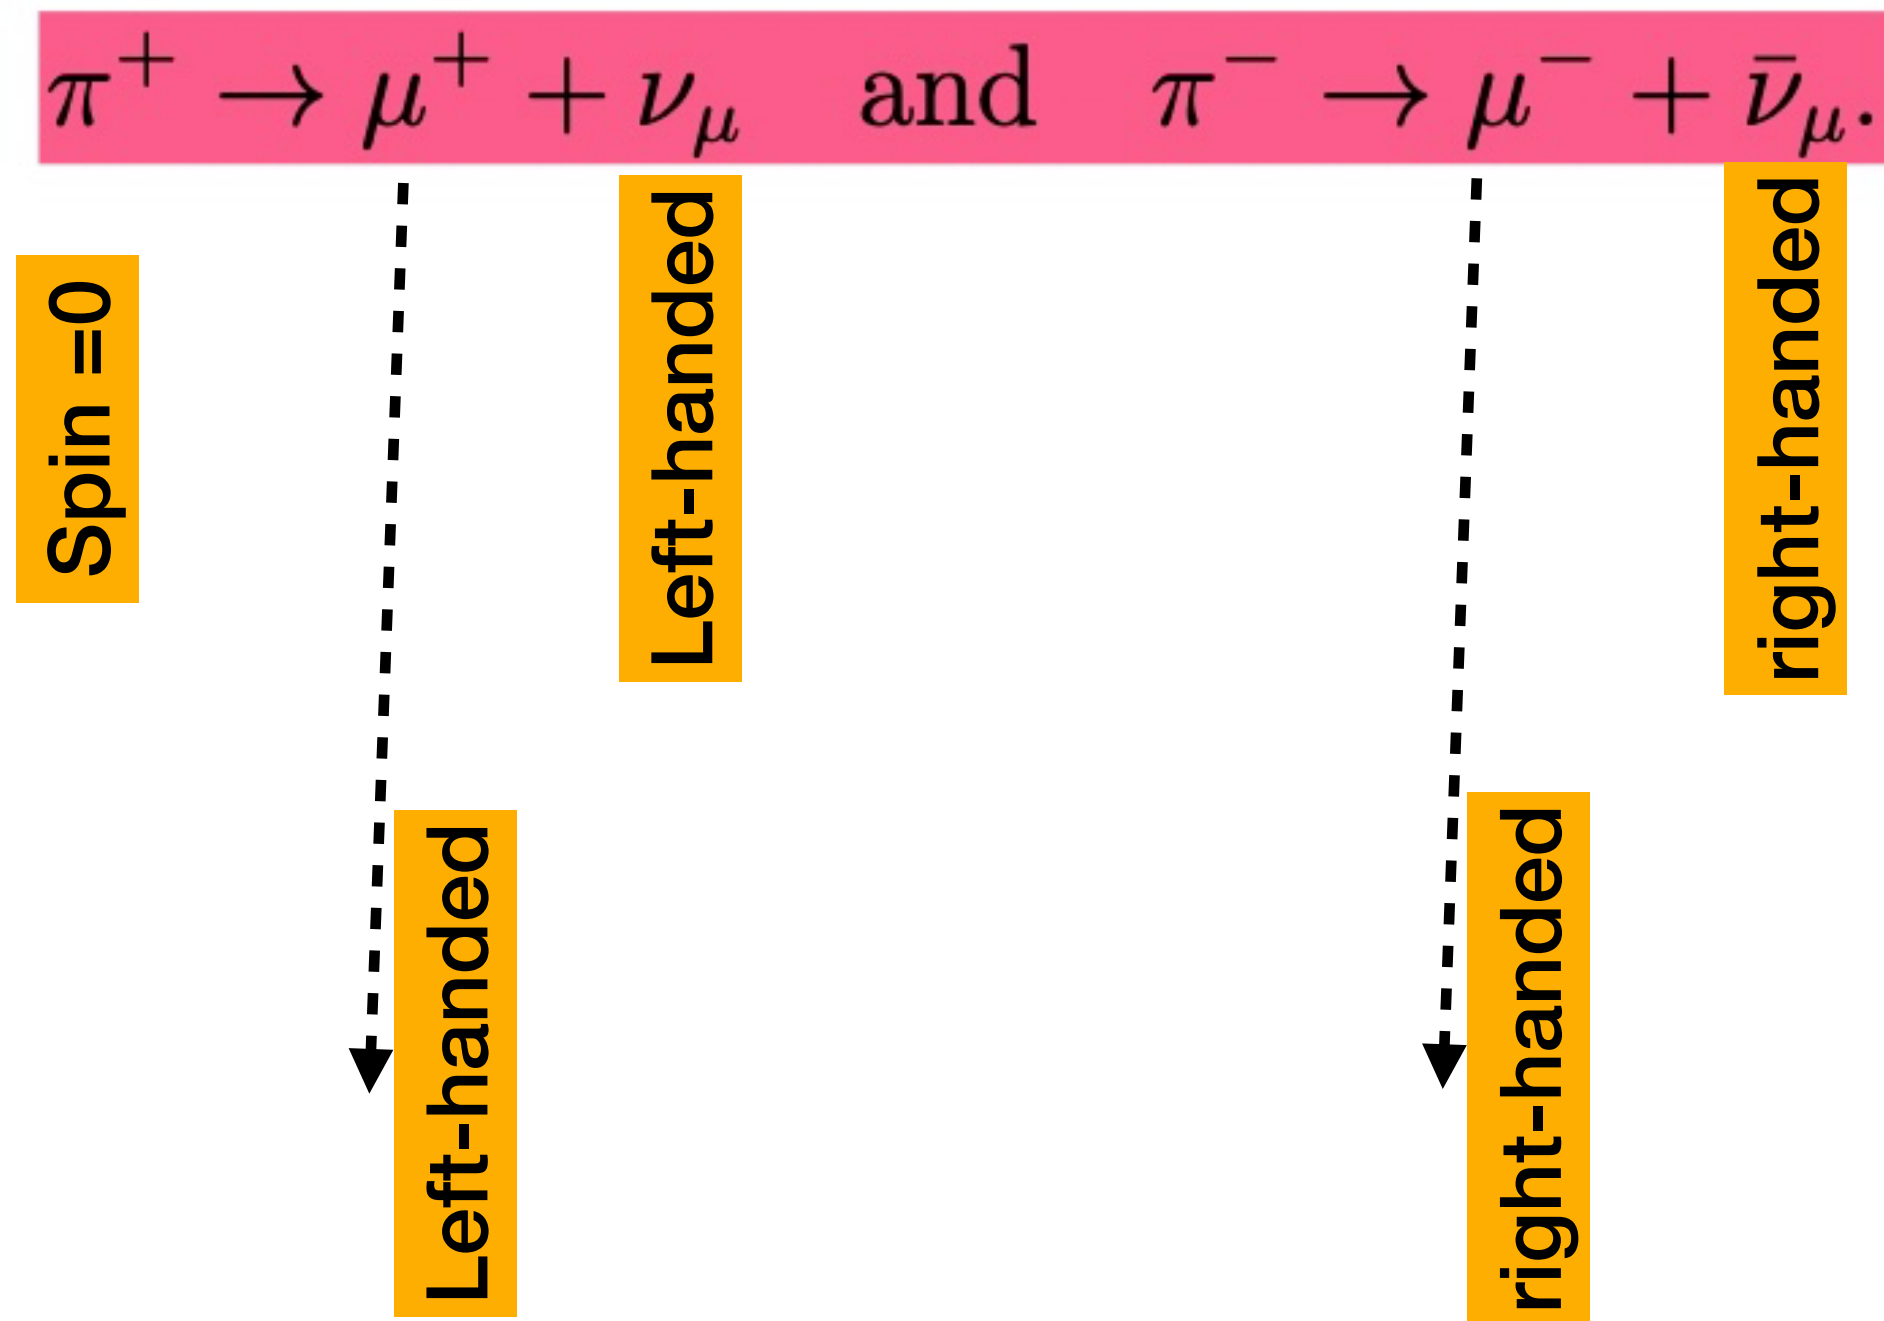 π⁺ → μ⁺ + ν_μ and π⁻ → μ⁻ + ν̄_μ.
Spin =0
Left-handed
Left-handed
right-handed
right-handed